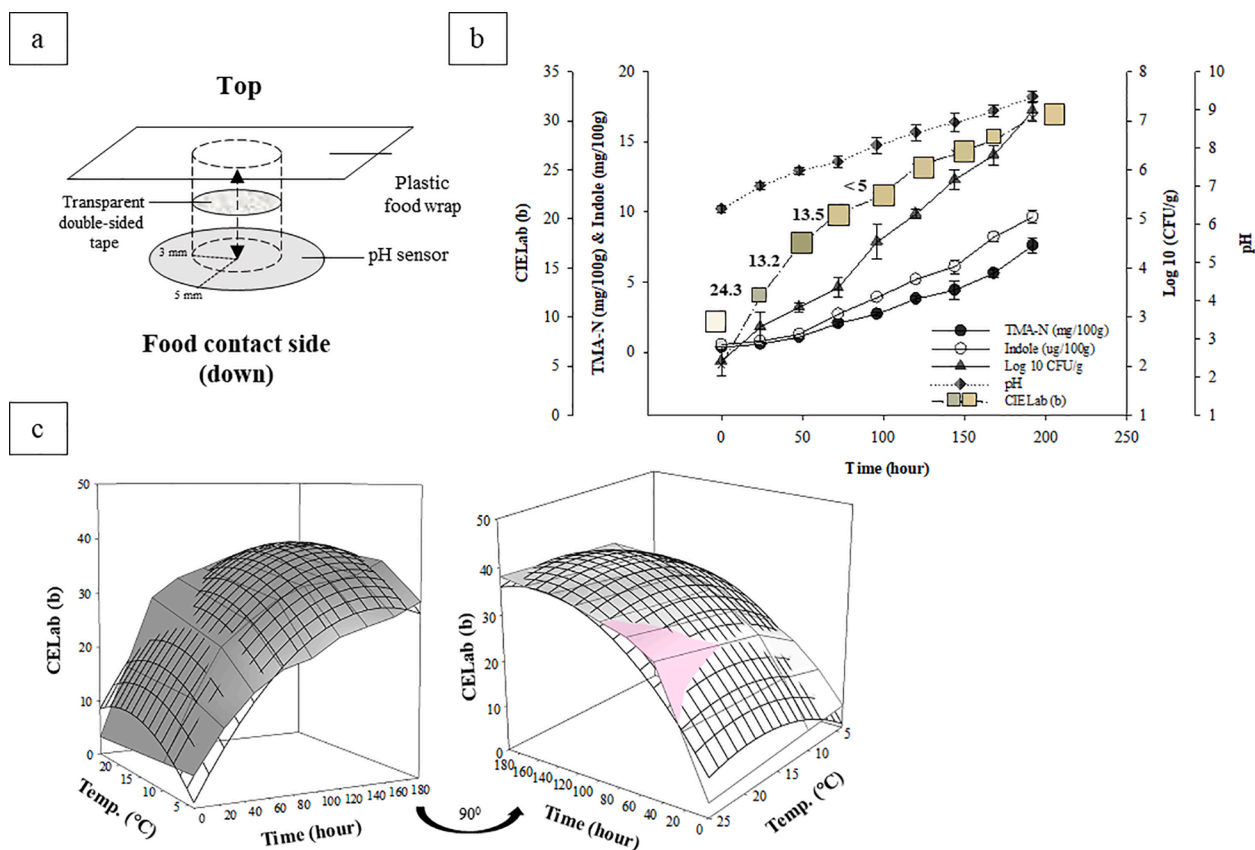 a
Top
Transparent
double-sided
tape
Plastic
food wrap
3 mm
pH sensor
5 mm
Food contact side
(down)
b
35
30
25
20
15
10
5
0
CIELab (b)
20
15
10
5
0
TMA-N (mg/100g) & Indole (mg/100g)
24.3
13.2
13.5
<5
TMA-N (mg/100g)
Indole (ug/100g)
Log 10 CFU/g
pH
CIELab (b)
0
50
100
150
200
250
Time (hour)
8
7
6
5
4
3
2
1
Log 10 (CFU/g)
10
9
8
7
6
5
4
3
2
1
pH
c
50
40
30
20
10
0
CELab (b)
20
15
10
5
Temp. (°C)
0
20
40
60
80
100
120
140
160
180
Time (hour)
90⁰
50
40
30
20
10
0
CELab (b)
180
160
140
120
100
80
60
40
20
0
Time (hour)
25
20
15
10
5
Temp. (°C)